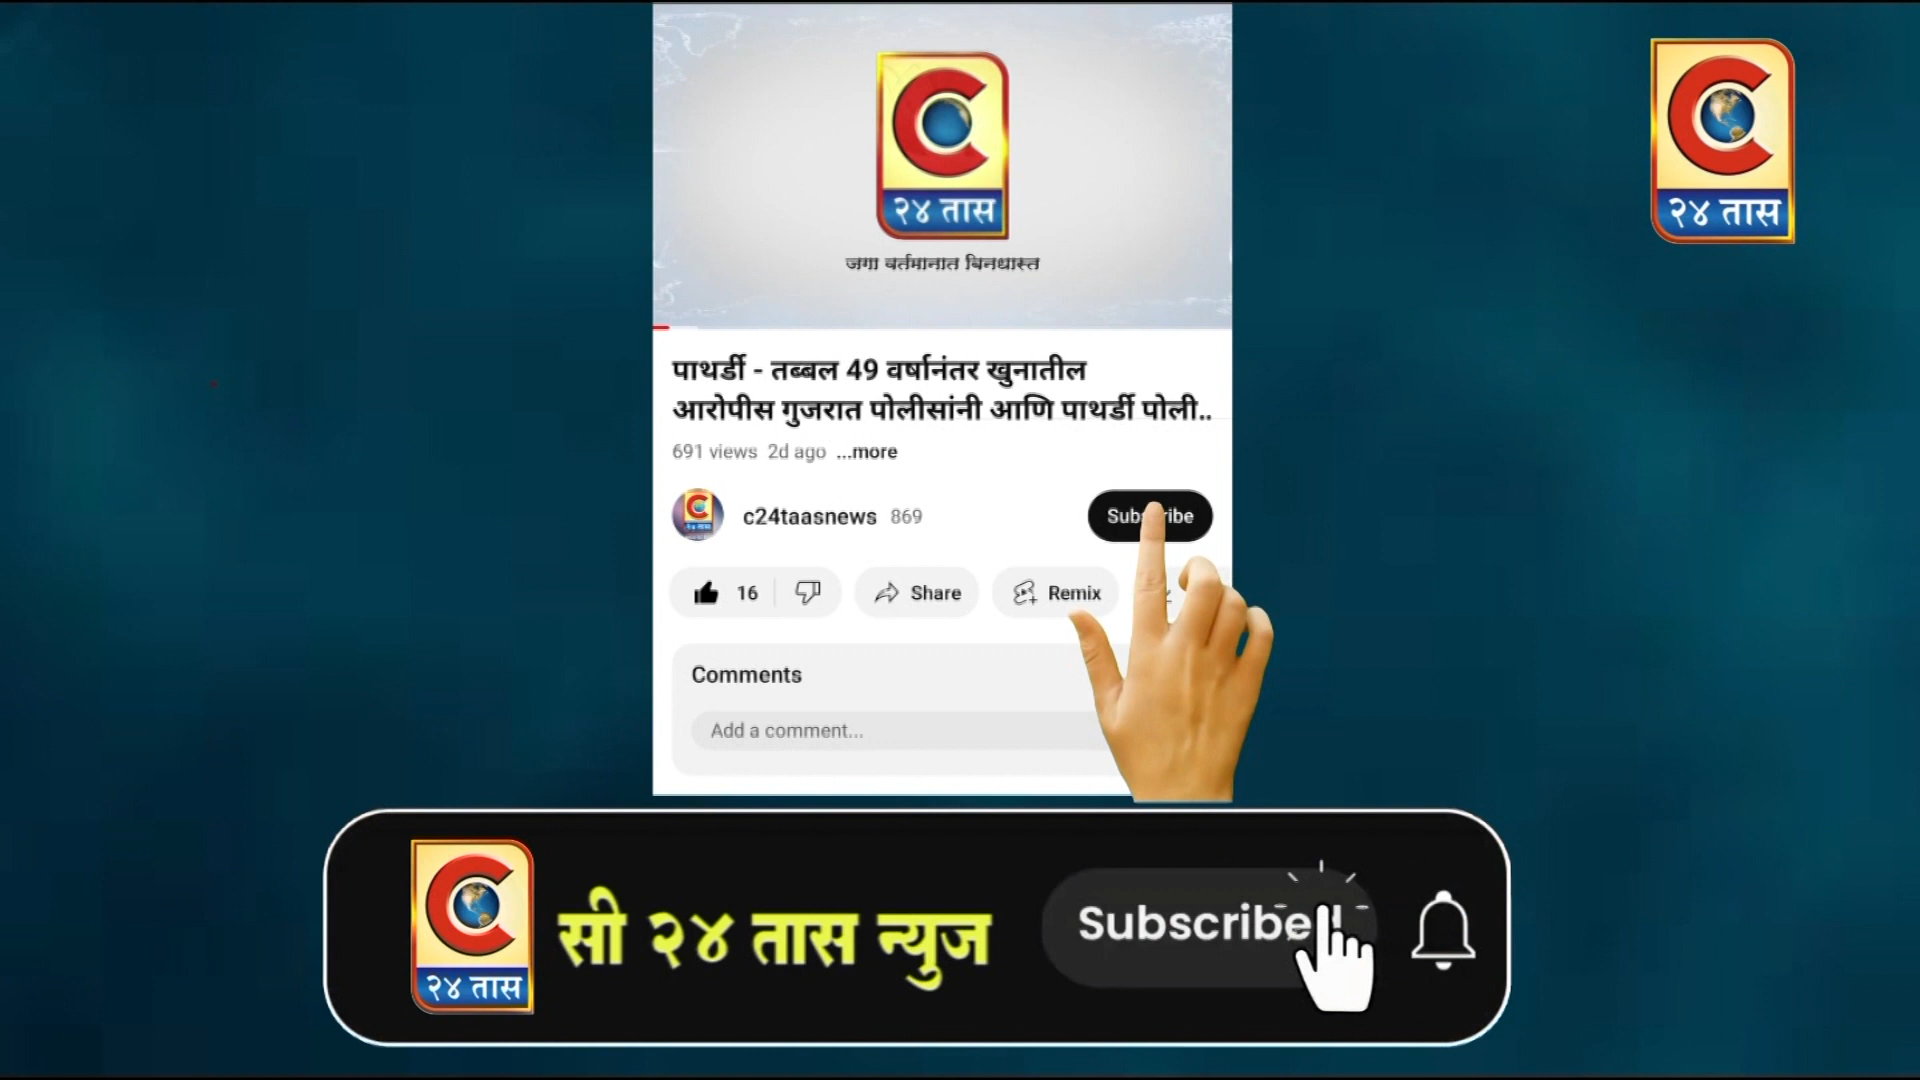 २४ तास
जगा वर्तमानात बिनधास्त
२४ तास
पाथर्डी - तब्बल 49 वर्षानंतर खुनातील
आरोपीस गुजरात पोलीसांनी आणि पाथर्डी पोली..
691 views 2d ago ...more
c24taasnews 869
Subscribe
16
Share
Remix
Comments
Add a comment...
२४ तास
सी २४ तास न्युज
Subscribe